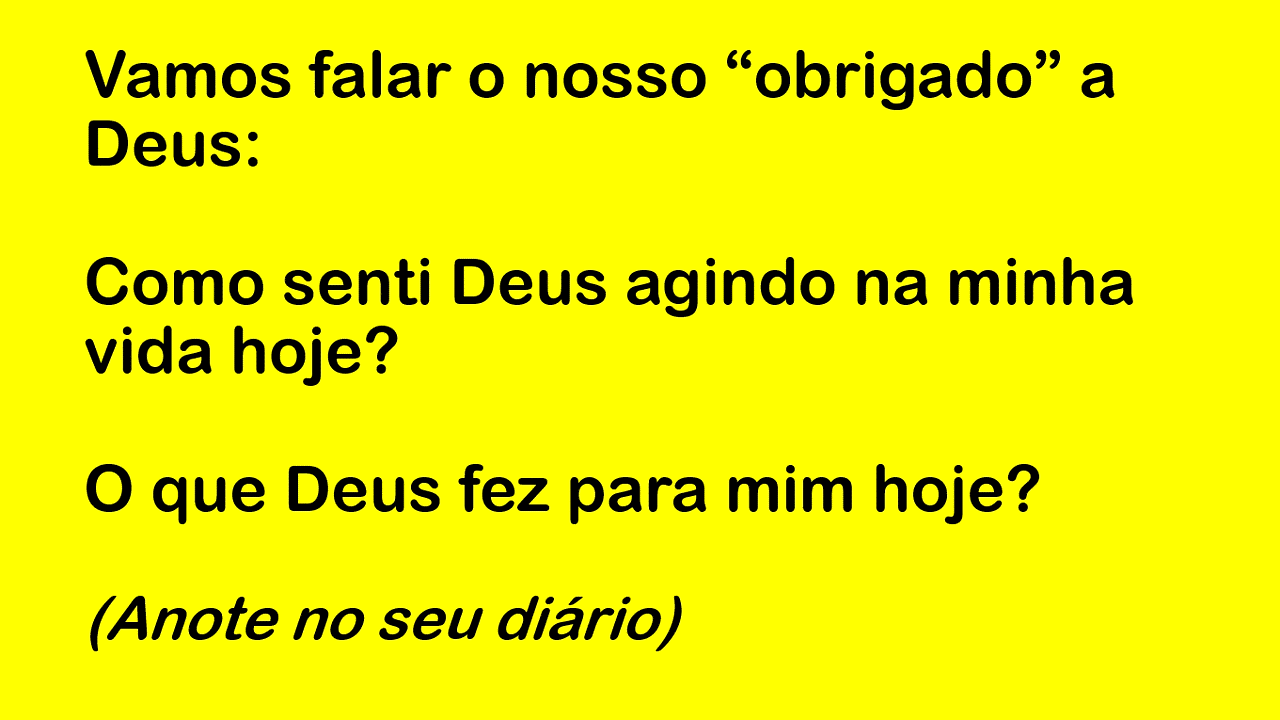 Vamos falar o nosso “obrigado” a
Deus:
Como senti Deus agindo na minha
vida hoje?
O que Deus fez para mim hoje?
(Anote no seu diário)